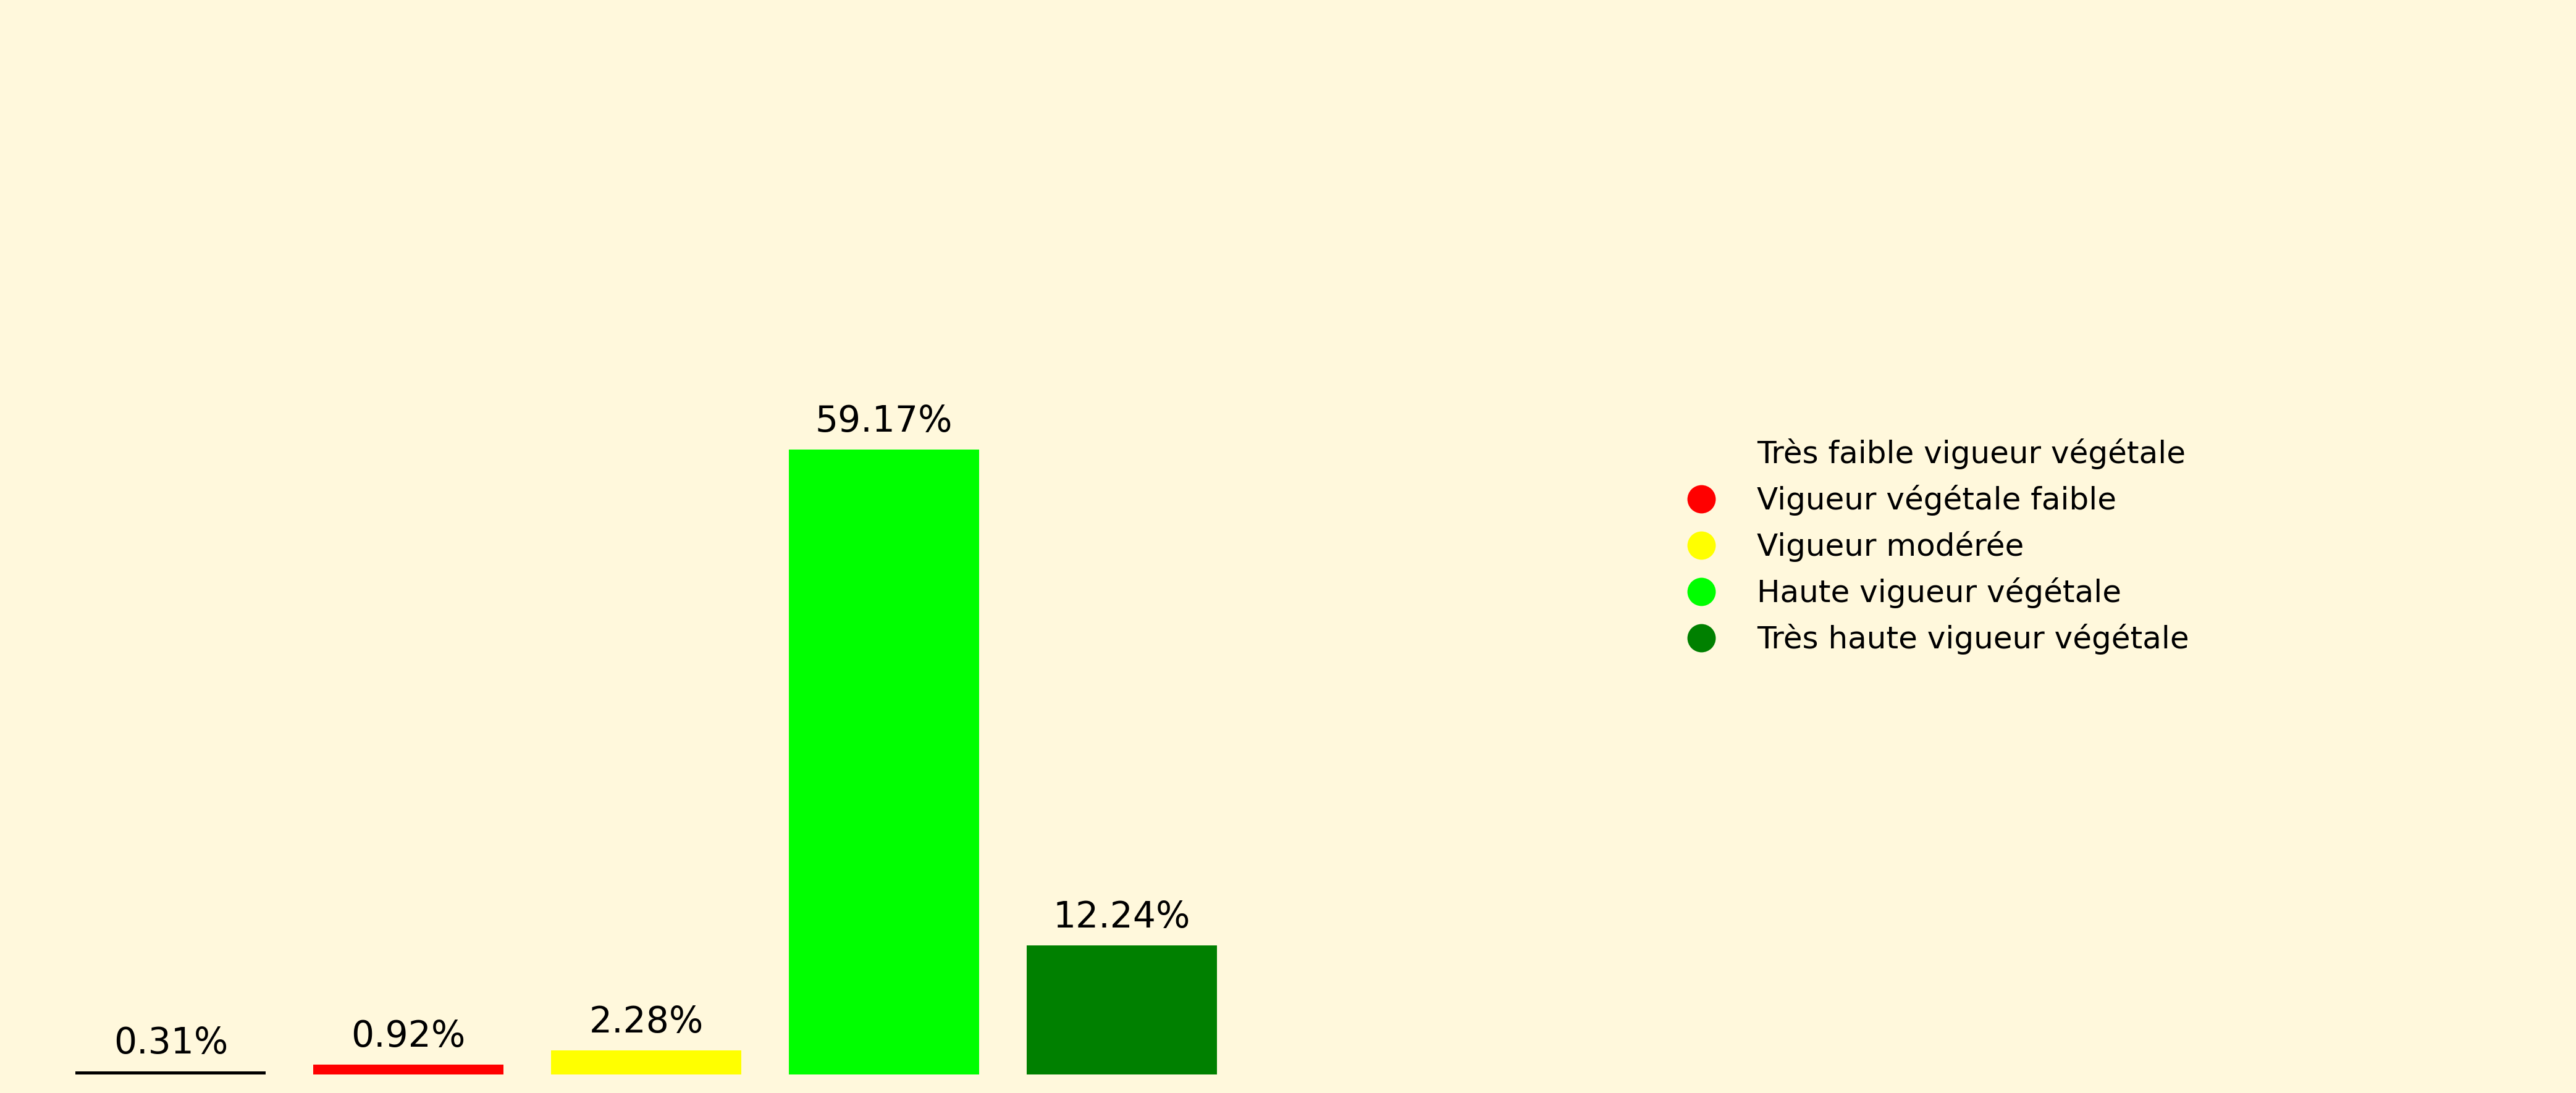 59.17%
12.24%
2.28%
0.92%
0.31%
Très faible vigueur végétale
Vigueur végétale faible
Vigueur modérée
Haute vigueur végétale
Très haute vigueur végétale